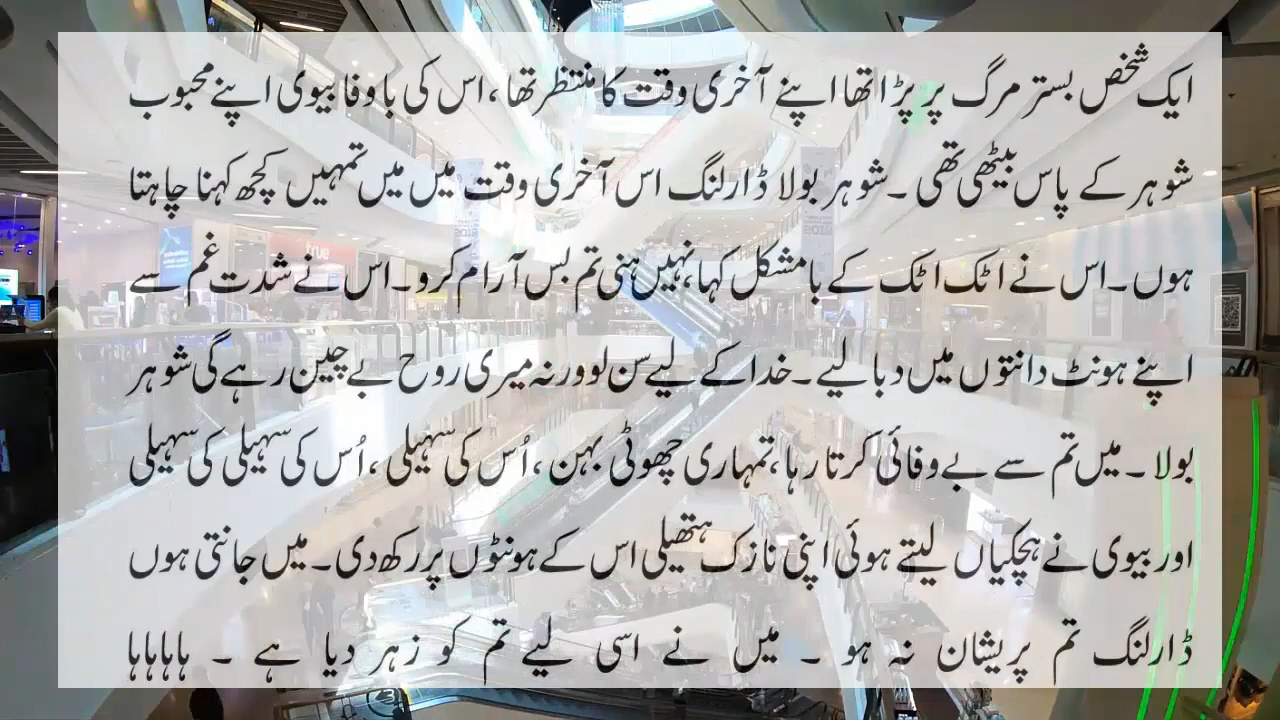 ایک شخص بستر مرگ پر پڑا تھا اپنے آخری وقت کا منتظر تھا، اس کی باوفا بیوی اپنے محبوب
شوہر کے پاس بیٹھی تھی ۔ شوہر بولا ڈارلنگ اس آخری وقت میں میں تمہیں کچھ کہنا چاہتا
ہوں۔ اس نے اٹک اٹک کے بامشکل کہا، نہیں ہنی تم بس آرام کرو۔ اس نے شدت غم سے
اپنے ہونٹ دانتوں میں دبا لیے ۔ خدا کے لیے سن لو ورنہ میری روح بے چین رہے گی شوہر
بولا ۔ میں تم سے بے وفائی کرتا رہا، تمہاری چھوٹی بہن ، اُس کی سہیلی ، اُس کی سہیلی کی سہیلی
اور بیوی نے ہچکیاں لیتے ہوئی اپنی نازک ہتھیلی اس کے ہونٹوں پر رکھ دی۔ میں جانتی ہوں
ڈارلنگ تم پریشان نہ ہو ۔ میں نے اسی لیے تم کو زہر دیا ہے ۔ ہاہاہاہا
true